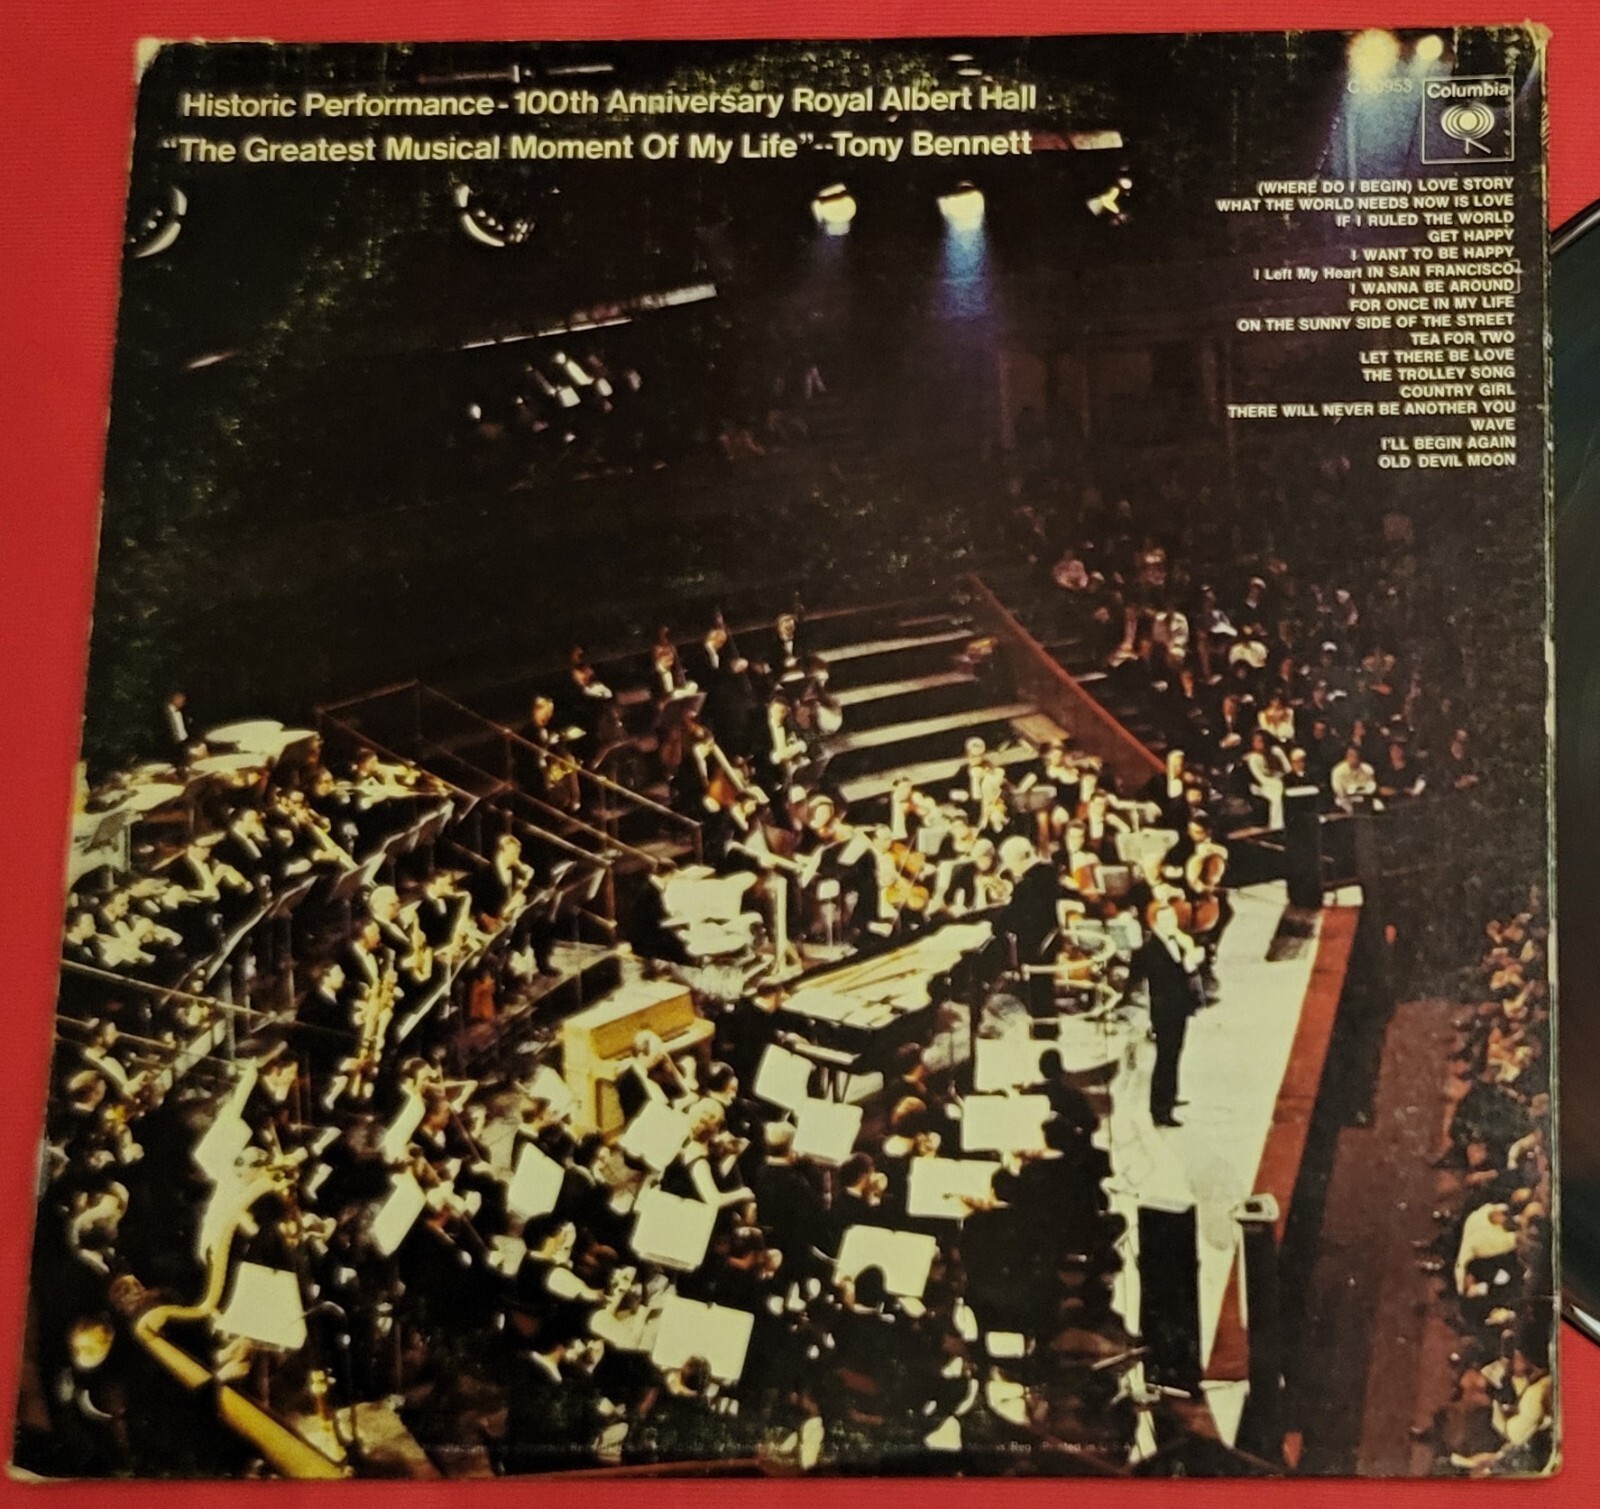 Historic Performance-100th Anniversary Royal Albert Hall
"The Greatest Musical Moment Of My Life"--Tony Bennett
C 30953
Columbia
(WHERE DO I BEGIN) LOVE STORY
WHAT THE WORLD NEEDS NOW IS LOVE
IF I RULED THE WORLD
GET HAPPY
I WANT TO BE HAPPY
I Left My Heart IN SAN FRANCISCO
I WANNA BE AROUND
FOR ONCE IN MY LIFE
ON THE SUNNY SIDE OF THE STREET
TEA FOR TWO
LET THERE BE LOVE
THE TROLLEY SONG
COUNTRY GIRL
THERE WILL NEVER BE ANOTHER YOU
WAVE
I'LL BEGIN AGAIN
OLD DEVIL MOON
Printed in U.S.A.